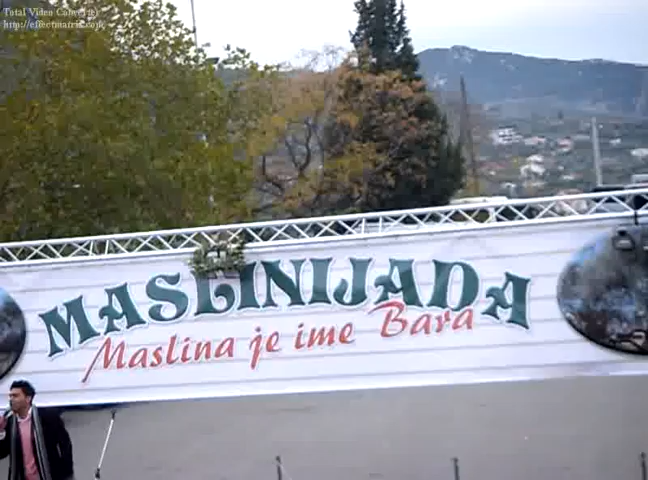 Total Video Converter
http://effectmatrix.com
MASLINIJADA
Maslina je ime Bara